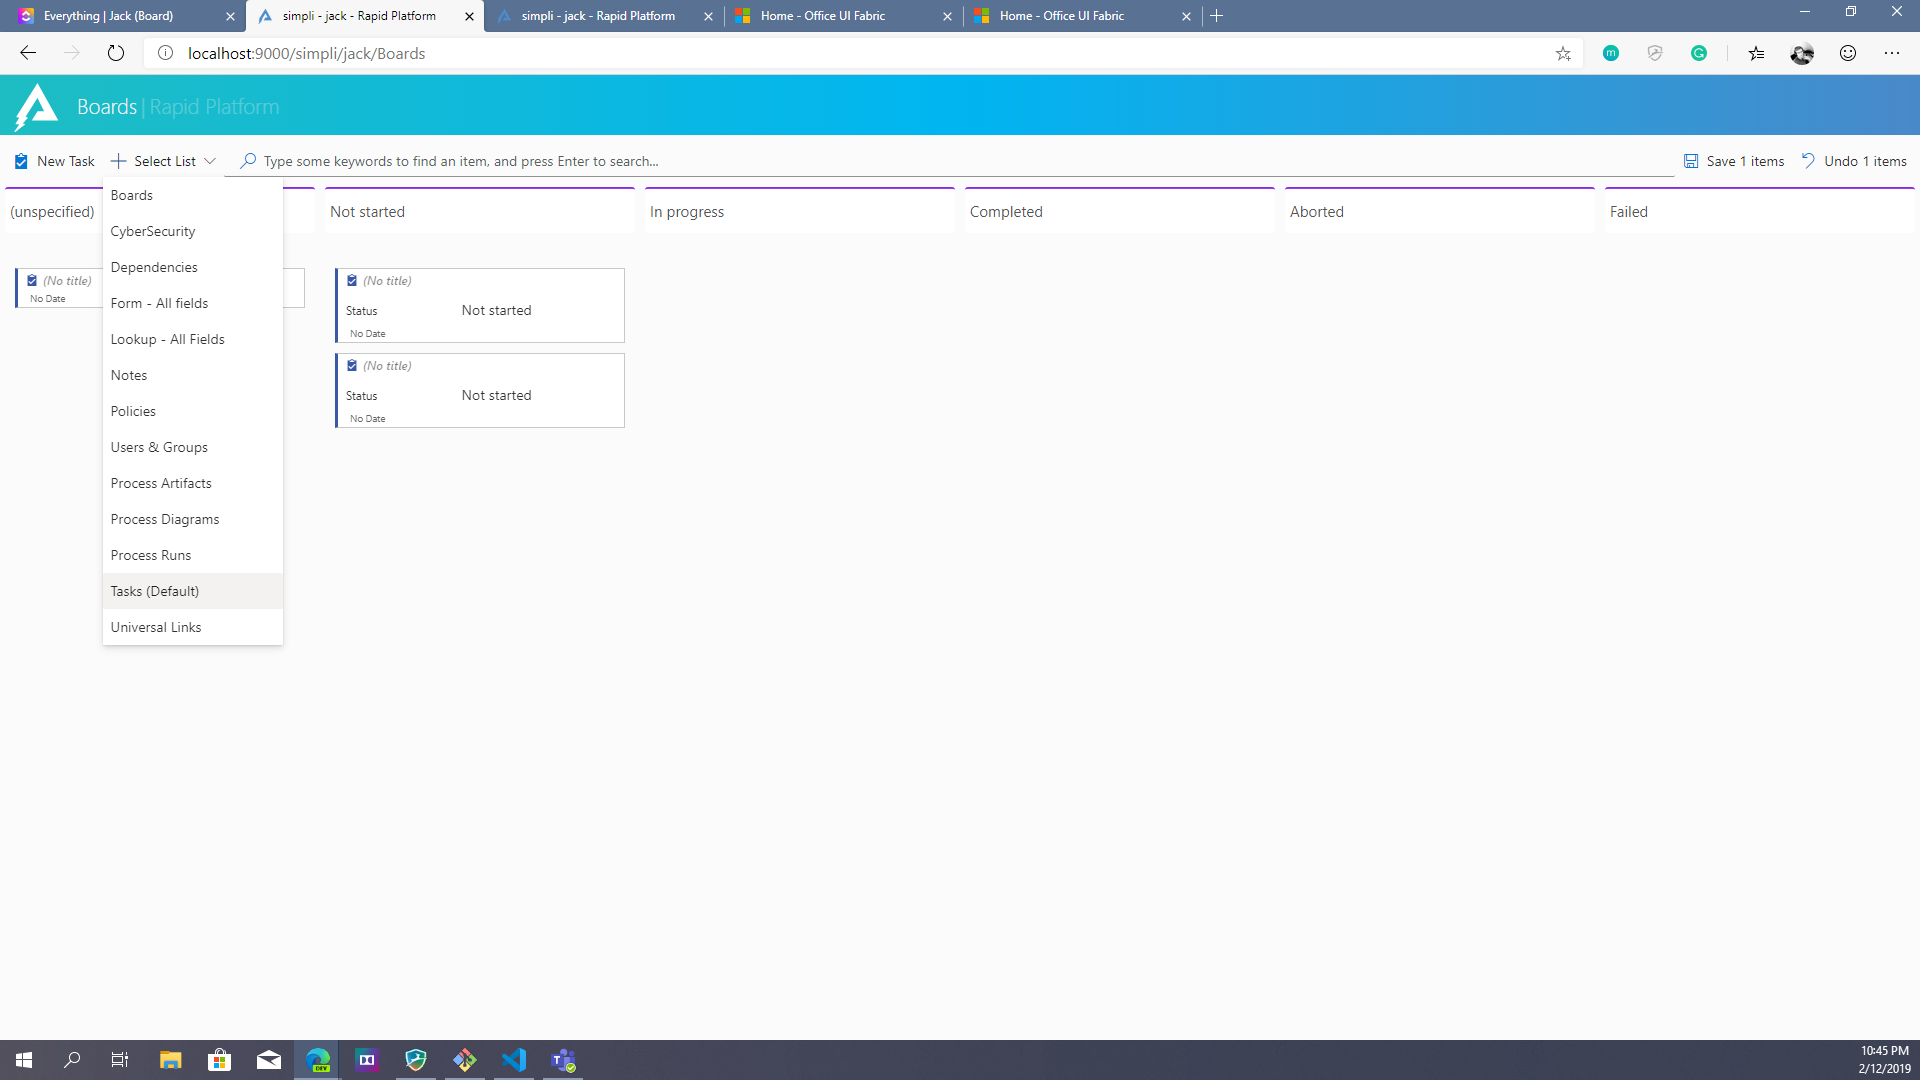 Everything | Jack (Board)
simpli - jack - Rapid Platform
simpli - jack - Rapid Platform
Home - Office UI Fabric
Home - Office UI Fabric
localhost:9000/simpli/jack/Boards
Boards | Rapid Platform
New Task
Select List
Type some keywords to find an item, and press Enter to search...
Save 1 items
Undo 1 items
(unspecified)
Not started
In progress
Completed
Aborted
Failed
Boards
CyberSecurity
Dependencies
Form - All fields
Lookup - All Fields
Notes
Policies
Users & Groups
Process Artifacts
Process Diagrams
Process Runs
Tasks (Default)
Universal Links
(No title)
No Date
(No title)
Status Not started
No Date
(No title)
Status Not started
No Date
DEV
10:45 PM
2/12/2019